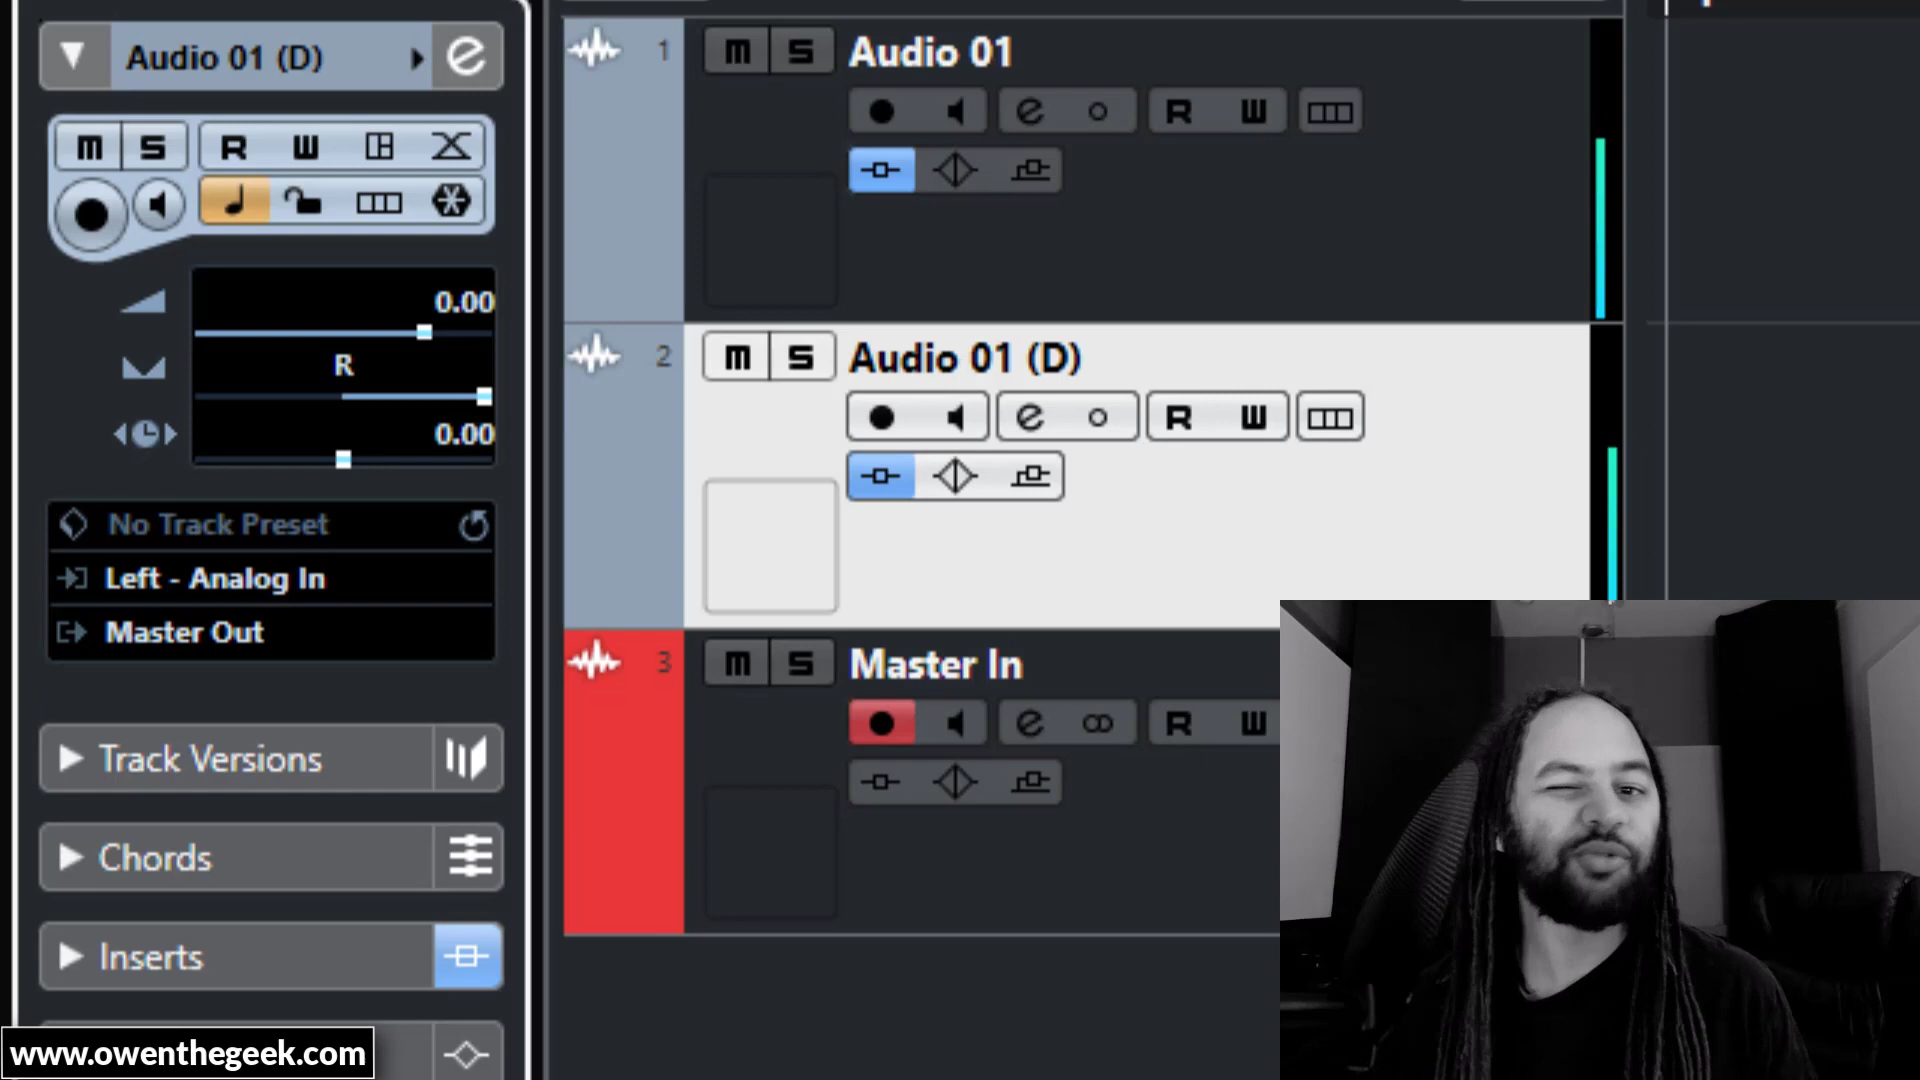 Audio 01 (D)
M S R W
0.00
R
0.00
No Track Preset
Left - Analog In
Master Out
Track Versions
Chords
Inserts
www.owenthegeek.com
1 M S Audio 01
R W
2 M S Audio 01 (D)
R W
3 M S Master In
R W